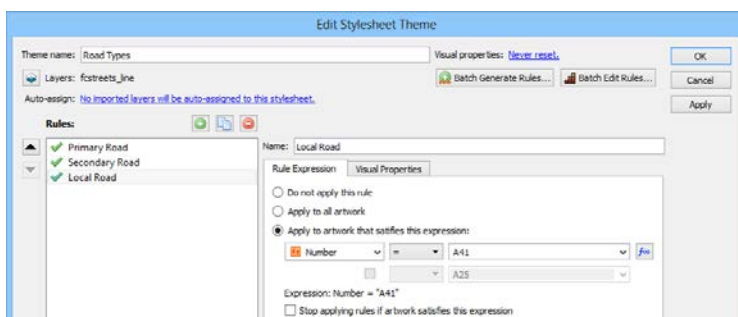 Edit Stylesheet Theme
Theme name: Road Types
Visual properties: Never reset.
OK
Layers: fcstreets_line
Batch Generate Rules...
Batch Edit Rules...
Cancel
Auto-assign: No imported layers will be auto-assigned to this stylesheet.
Apply
Rules:
Primary Road
Secondary Road
Local Road
Name: Local Road
Rule Expression
Visual Properties
Do not apply this rule
Apply to all artwork
Apply to artwork that satifies this expression:
Number
=
A41
A25
Expression: Number = "A41"
Stop applying rules if artwork satisfies this expression